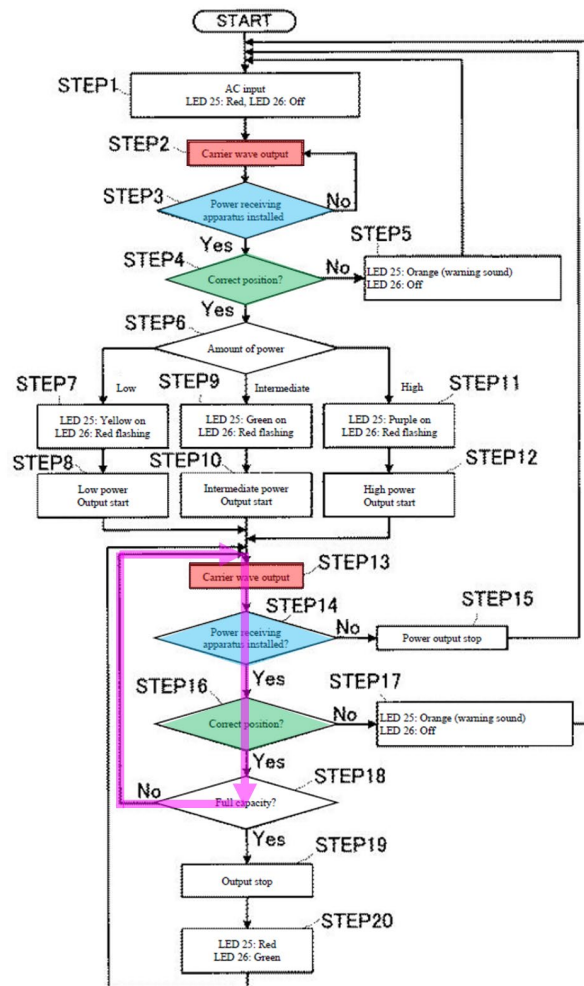 START
STEP1
AC input
LED 25: Red, LED 26: Off
STEP2
Carrier wave output
STEP3
Power receiving
apparatus installed
No
Yes
STEP4
Correct position?
No
STEP5
LED 25: Orange (warning sound)
LED 26: Off
Yes
STEP6
Amount of power
Low
Intermediate
High
STEP7
LED 25: Yellow on
LED 26: Red flashing
STEP9
LED 25: Green on
LED 26: Red flashing
STEP11
LED 25: Purple on
LED 26: Red flashing
STEP8
Low power
Output start
STEP10
Intermediate power
Output start
STEP12
High power
Output start
STEP13
Carrier wave output
STEP14
Power receiving
apparatus installed?
No
STEP15
Power output stop
Yes
STEP16
Correct position?
No
STEP17
LED 25: Orange (warning sound)
LED 26: Off
Yes
STEP18
Full capacity?
No
Yes
STEP19
Output stop
STEP20
LED 25: Red
LED 26: Green